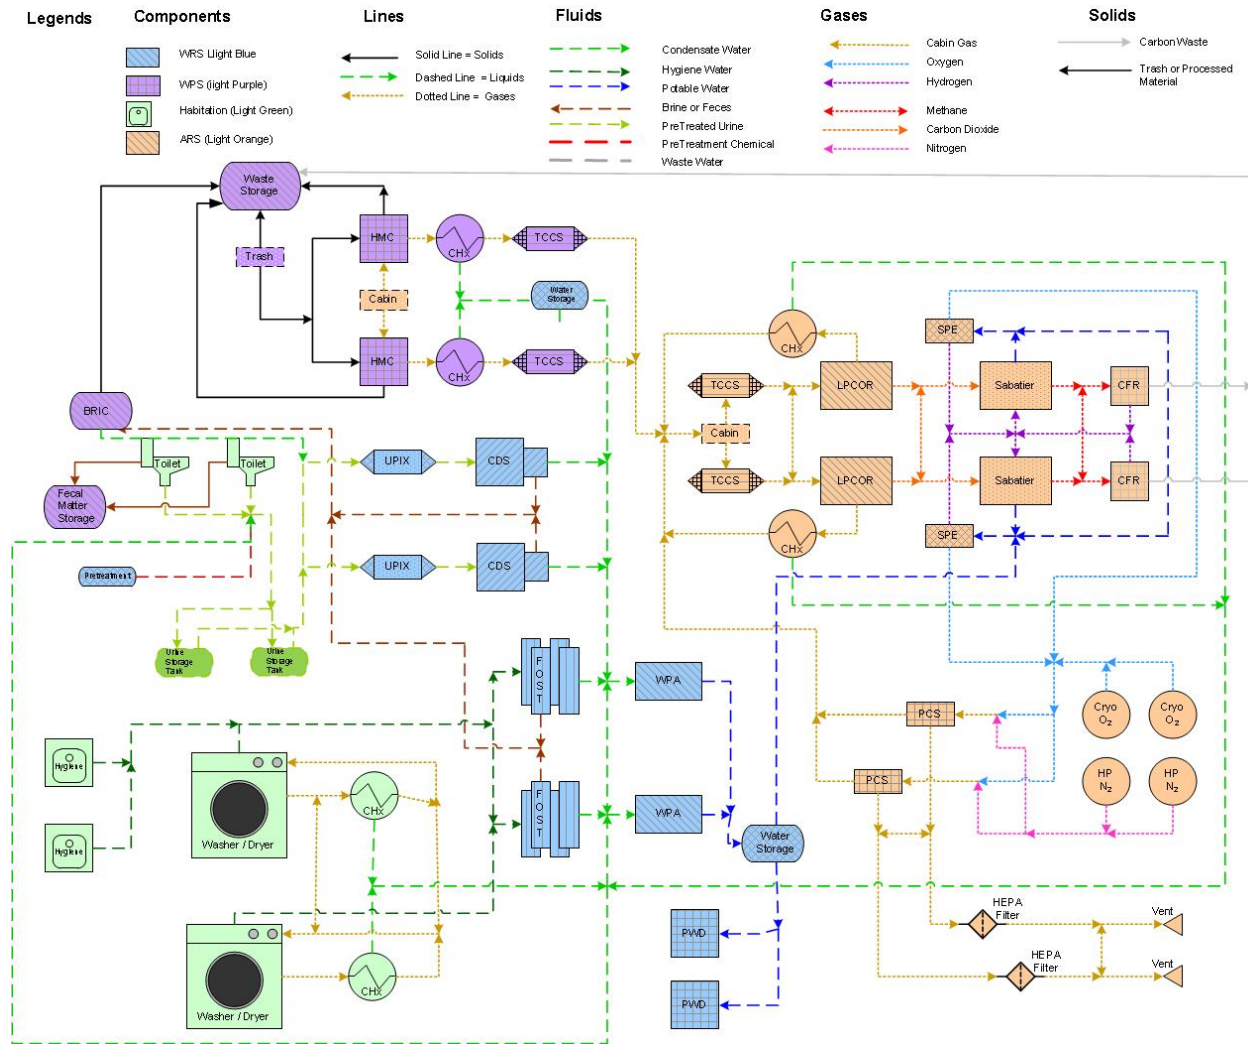 Legends
Components
Lines
Fluids
Gases
Solids
WRS Llight Blue
WPS (light Purple)
Habitation (Light Green)
ARS (Light Orange)
Solid Line = Solids
Dashed Line = Liquids
Dotted Line = Gases
Condensate Water
Hygiene Water
Potable Water
Brine or Feces
PreTreated Urine
PreTreatment Chemical
Waste Water
Cabin Gas
Oxygen
Hydrogen
Methane
Carbon Dioxide
Nitrogen
Carbon Waste
Trash or Processed
Material
Waste
Storage
Trash
HMC
CHx
TCCS
Cabin
Water
Storage
HMC
CHx
TCCS
BRIC
Toilet
Toilet
Fecal
Matter
Storage
Pretreatment
Urine
Storage
Tank
Urine
Storage
Tank
UPIX
CDS
UPIX
CDS
CHx
TCCS
LPCOR
Cabin
TCCS
LPCOR
CHx
SPE
Sabatier
CFR
Sabatier
CFR
SPE
FOST
WPA
FOST
WPA
Hygiene
Hygiene
Washer / Dryer
CHx
Washer / Dryer
CHx
Water
Storage
PWD
PWD
PCS
PCS
Cryo
O2
Cryo
O2
HP
N2
HP
N2
HEPA
Filter
Vent
HEPA
Filter
Vent